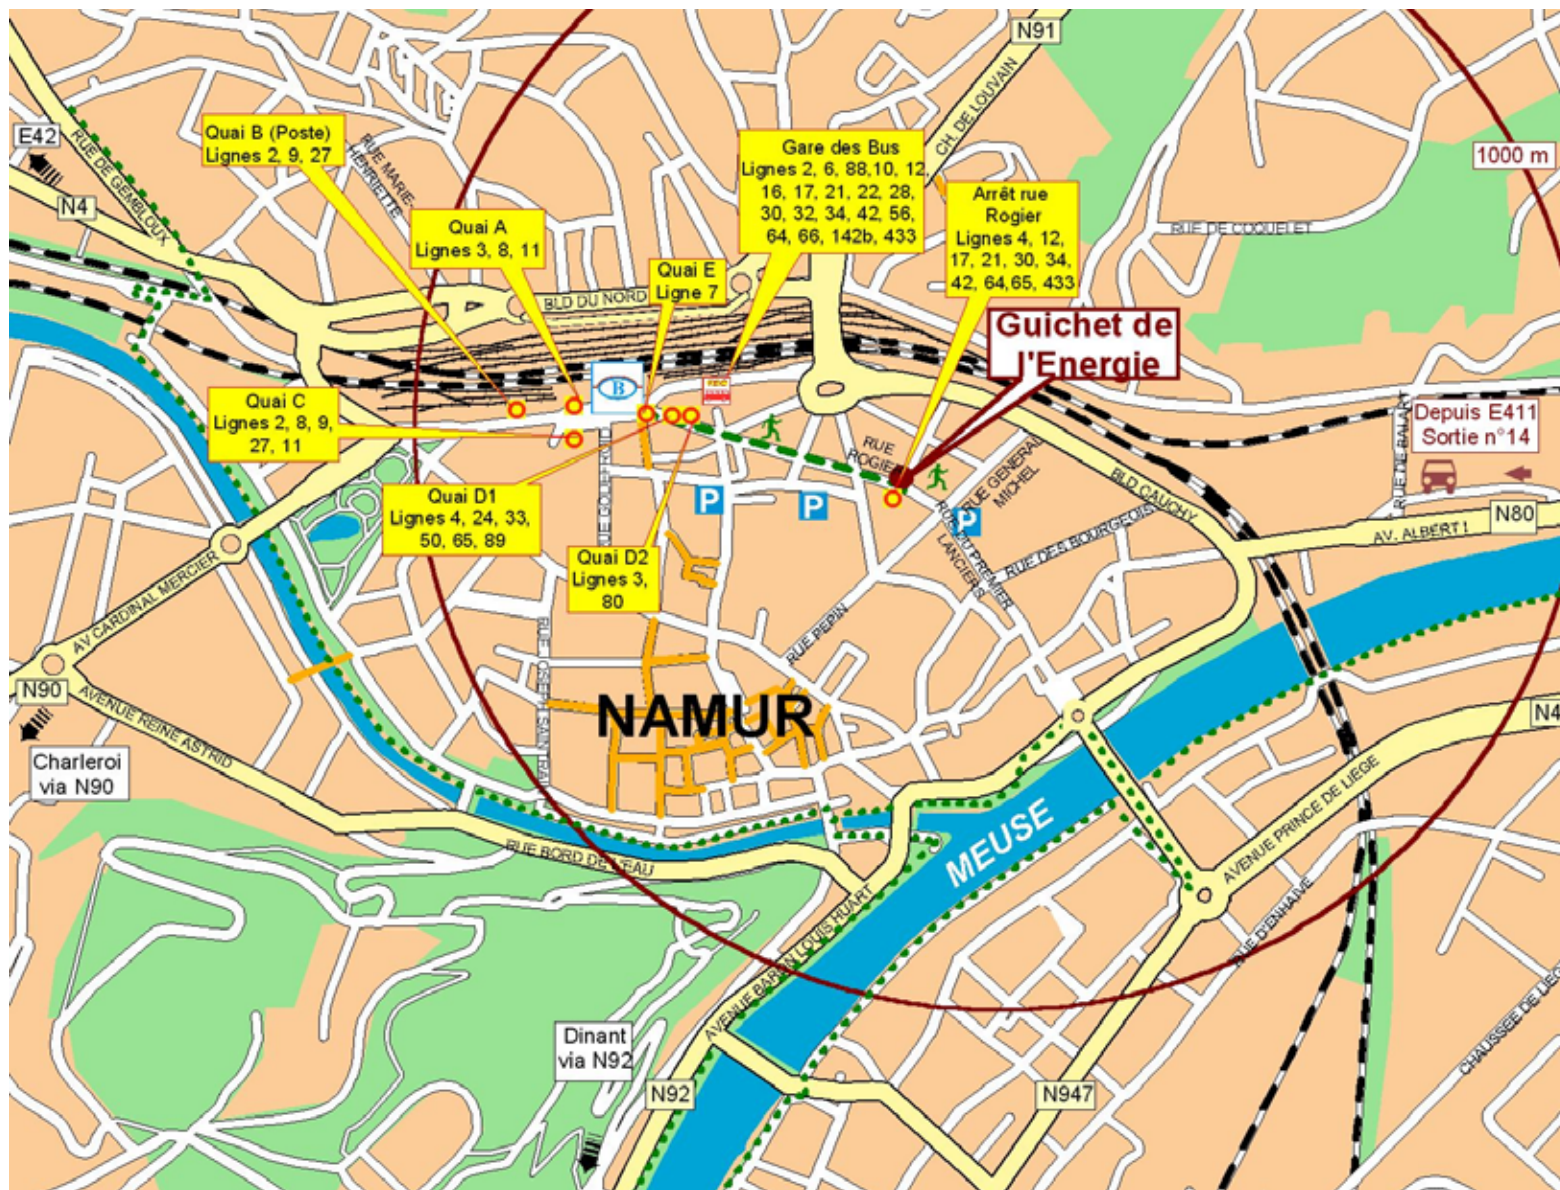 N91
CH. DE LOUVAIN
E42
RUE DE GEMBLOUX
N4
Quai B (Poste)
Lignes 2, 9, 27
RUE MARIE-
HENRIETTE
Quai A
Lignes 3, 8, 11
Gare des Bus
Lignes 2, 6, 88,10, 12,
16, 17, 21, 22, 28,
30, 32, 34, 42, 56,
64, 66, 142b, 433
Arrêt rue
Rogier
Lignes 4, 12,
17, 21, 30, 34,
42, 64,65, 433
1000 m
RUE DE COQUELET
Quai E
Ligne 7
BLD DU NORD
Guichet de
l'Energie
B
TEC
Quai C
Lignes 2, 8, 9,
27, 11
Depuis E411
Sortie n°14
RUE
ROGIER
RUE GENERAL
MICHEL
BLD CAUCHY
Quai D1
Lignes 4, 24, 33,
50, 65, 89
P
P
P
N80
AV. ALBERT I
RUE DU PREMIER
LANCIERS
RUE DES BOURGEOIS
Quai D2
Lignes 3,
80
AV CARDINAL MERCIER
RUE PEPIN
N90
AVENUE REINE ASTRID
NAMUR
N4
Charleroi
via N90
RUE BORD DE L'EAU
MEUSE
AVENUE PRINCE DE LIEGE
AVENUE BARON LOUIS HUART
RUE D'ENHAIVE
Dinant
via N92
N92
N947
CHAUSSEE DE LIEG